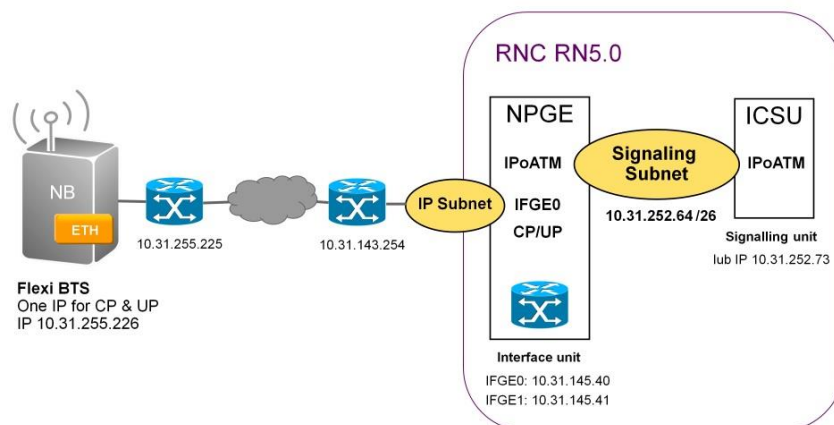 RNC RN5.0
NPGE
IPoATM
IFGE0
CP/UP
Interface unit
IFGE0: 10.31.145.40
IFGE1: 10.31.145.41
Signaling
Subnet
10.31.252.64 /26
ICSU
IPoATM
Signalling unit
Iub IP 10.31.252.73
IP Subnet
NB
ETH
10.31.255.225
10.31.143.254
Flexi BTS
One IP for CP & UP
IP 10.31.255.226